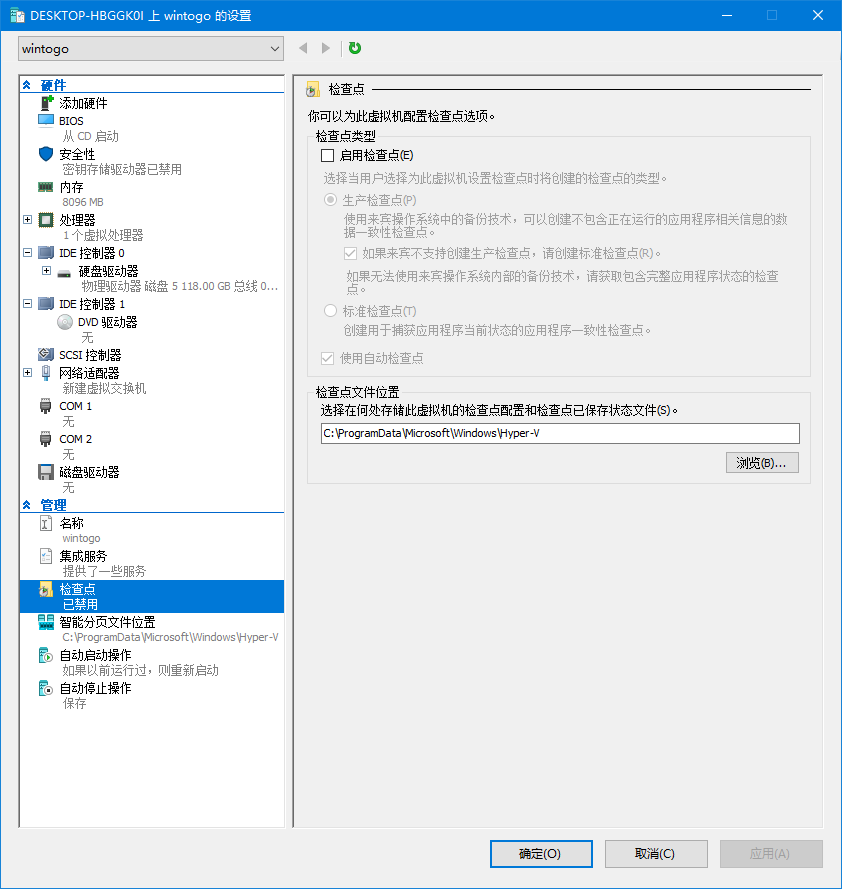 DESKTOP-HBGGK0I 上 wintogo 的设置
wintogo
硬件
添加硬件
BIOS
从 CD 启动
安全性
密钥存储驱动器已禁用
内存
8096 MB
处理器
1 个虚拟处理器
IDE 控制器 0
硬盘驱动器
物理驱动器 磁盘 5 118.00 GB 总线 0...
IDE 控制器 1
DVD 驱动器
无
SCSI 控制器
网络适配器
新建虚拟交换机
COM 1
无
COM 2
无
磁盘驱动器
无
管理
名称
wintogo
集成服务
提供了一些服务
检查点
已禁用
智能分页文件位置
C:\ProgramData\Microsoft\Windows\Hyper-V
自动启动操作
如果以前运行过，则重新启动
自动停止操作
保存
检查点
你可以为此虚拟机配置检查点选项。
检查点类型
启用检查点(E)
选择当用户选择为此虚拟机设置检查点时将创建的检查点的类型。
生产检查点(P)
使用来宾操作系统中的备份技术，可以创建不包含正在运行的应用程序相关信息的数
据一致性检查点。
如果来宾不支持创建生产检查点，请创建标准检查点(R)。
如果无法使用来宾操作系统内部的备份技术，请获取包含完整应用程序状态的检查
点。
标准检查点(T)
创建用于捕获应用程序当前状态的应用程序一致性检查点。
使用自动检查点
检查点文件位置
选择在何处存储此虚拟机的检查点配置和检查点已保存状态文件(S)。
C:\ProgramData\Microsoft\Windows\Hyper-V
浏览(B)...
确定(O)
取消(C)
应用(A)